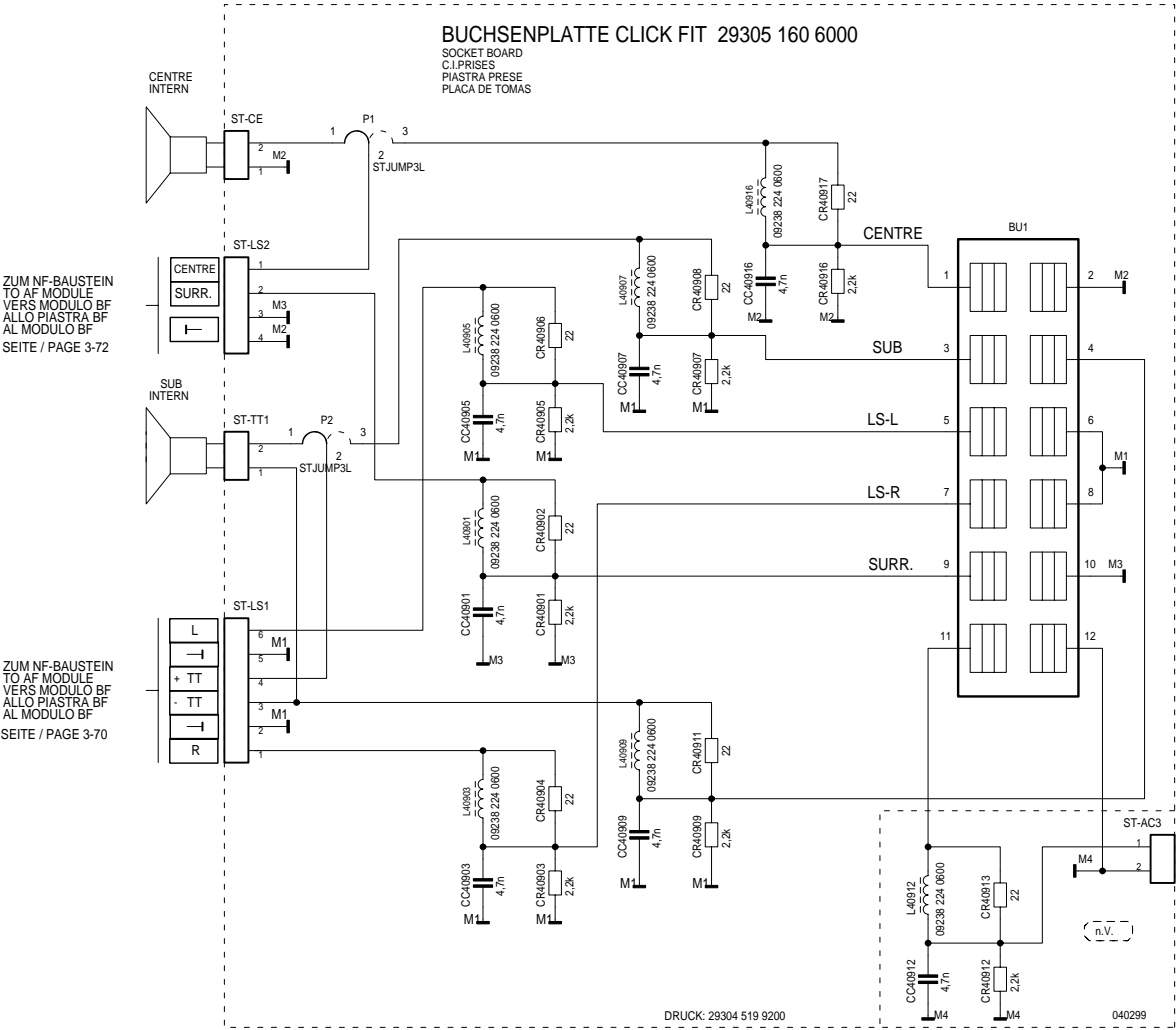 BUCHSENPLATTE CLICK FIT 29305 160 6000
SOCKET BOARD
C.I.PRISES
PIASTRA PRESE
PLACA DE TOMAS
CENTRE
INTERN
ST-CE
2
M2
1
1
P1
3
2
STJUMP3L
ST-LS2
ZUM NF-BAUSTEIN
TO AF MODULE
VERS MODULO BF
ALLO PIASTRA BF
AL MODULO BF
SEITE / PAGE 3-72
CENTRE
SURR.
1
2
M3
3
M2
4
SUB
INTERN
ST-TT1
2
1
1
P2
3
2
STJUMP3L
ST-LS1
ZUM NF-BAUSTEIN
TO AF MODULE
VERS MODULO BF
ALLO PIASTRA BF
AL MODULO BF
SEITE / PAGE 3-70
L
+ TT
- TT
R
6
M1
5
4
3
M1
2
1
L40916
09238 224 0600
CR40917
22
CC40916
4,7n
M2
CR40916
2,2k
M2
L40907
09238 224 0600
CR40908
22
CC40907
4,7n
M1
CR40907
2,2k
M1
L40905
09238 224 0600
CR40906
22
CC40905
4,7n
M1
CR40905
2,2k
M1
L40901
09238 224 0600
CR40902
22
CC40901
4,7n
M3
CR40901
2,2k
M3
L40909
09238 224 0600
CR40911
22
CC40909
4,7n
M1
CR40909
2,2k
M1
L40903
09238 224 0600
CR40904
22
CC40903
4,7n
M1
CR40903
2,2k
M1
CENTRE
SUB
LS-L
LS-R
SURR.
BU1
1
2
M2
3
4
5
6
M1
7
8
9
10
M3
11
12
ST-AC3
1
M4
2
L40912
09238 224 0600
CR40913
22
CC40912
4,7n
M4
CR40912
2,2k
M4
n.V.
DRUCK: 29304 519 9200
040299